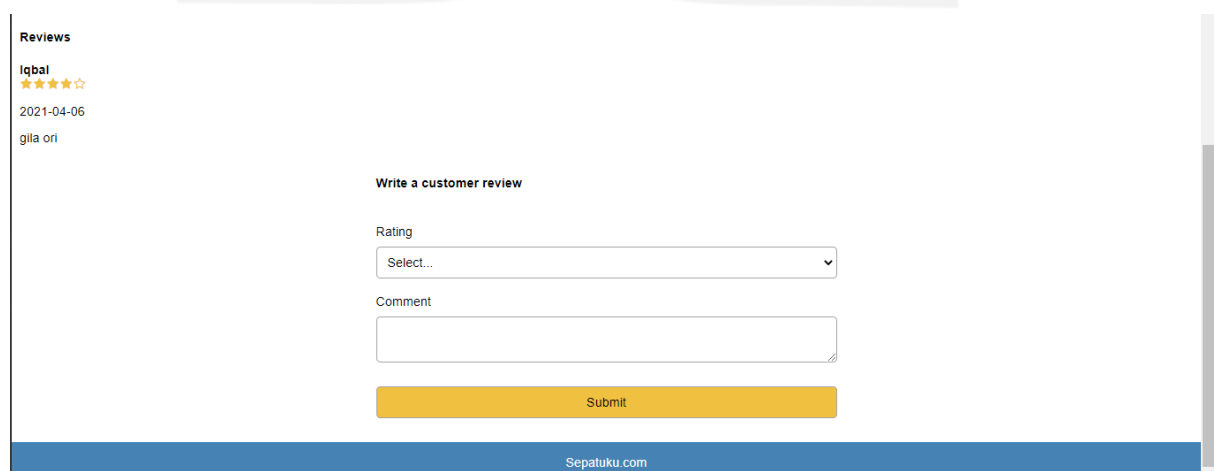 Reviews
Iqbal
2021-04-06
gila ori
Write a customer review
Rating
Select...
Comment
Submit
Sepatuku.com